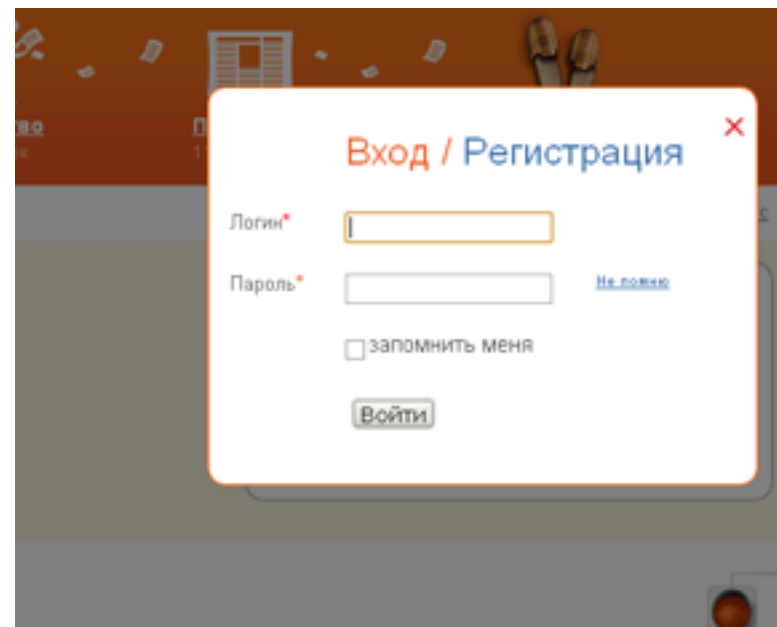 Вход / Регистрация
Логин*
Пароль*
Не помню
запомнить меня
Войти